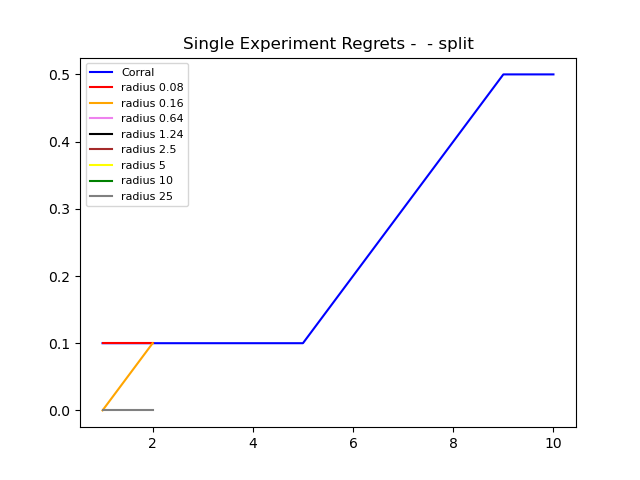 Single Experiment Regrets -  - split
Corral
radius 0.08
radius 0.16
radius 0.64
radius 1.24
radius 2.5
radius 5
radius 10
radius 25
0.5
0.4
0.3
0.2
0.1
0.0
2 4 6 8 10